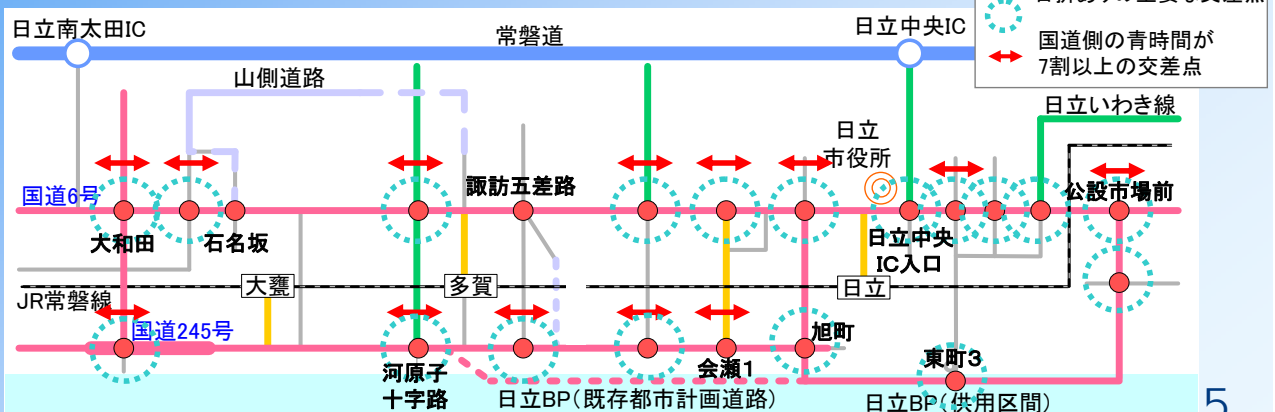 国道側の青時間が
7割以上の交差点
日立南太田IC
常磐道
日立中央IC
山側道路
日立いわき線
日立
市役所
国道6号
諏訪五差路
公設市場前
大和田
石名坂
日立中央
IC入口
大甕
多賀
日立
JR常磐線
国道245号
旭町
河原子
十字路
会瀬1
東町3
日立BP(既存都市計画道路)
日立BP(供用区間)
5